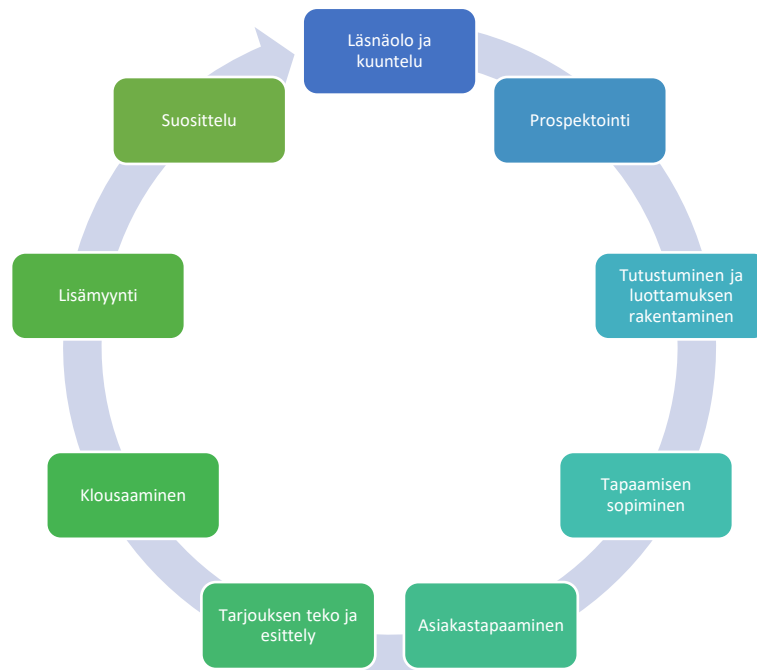 Läsnäolo ja
kuuntelu
Prospektointi
Tutustuminen ja
luottamuksen
rakentaminen
Tapaamisen
sopiminen
Asiakastapaaminen
Tarjouksen teko ja
esittely
Klousaaminen
Lisämyynti
Suosittelu